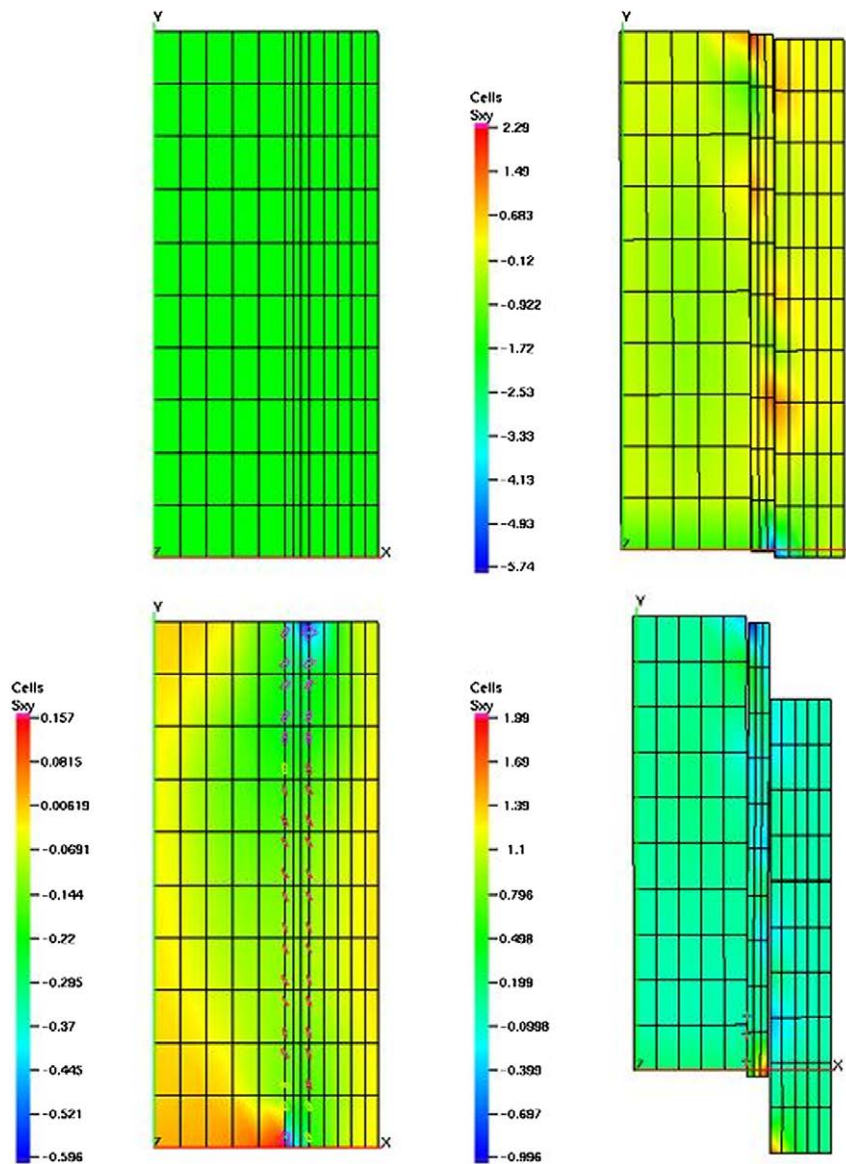 Y
Z
X
Cells
Sxy
2.29
1.49
0.683
-0.12
-0.922
-1.72
-2.53
-3.33
-4.13
-4.93
-5.74
Y
Z
Cells
Sxy
0.157
0.0815
0.00619
-0.0691
-0.144
-0.22
-0.295
-0.37
-0.445
-0.521
-0.596
Y
Z
X
Cells
Sxy
1.99
1.69
1.39
1.1
0.796
0.498
0.199
-0.0998
-0.399
-0.697
-0.996
Y
Z
X